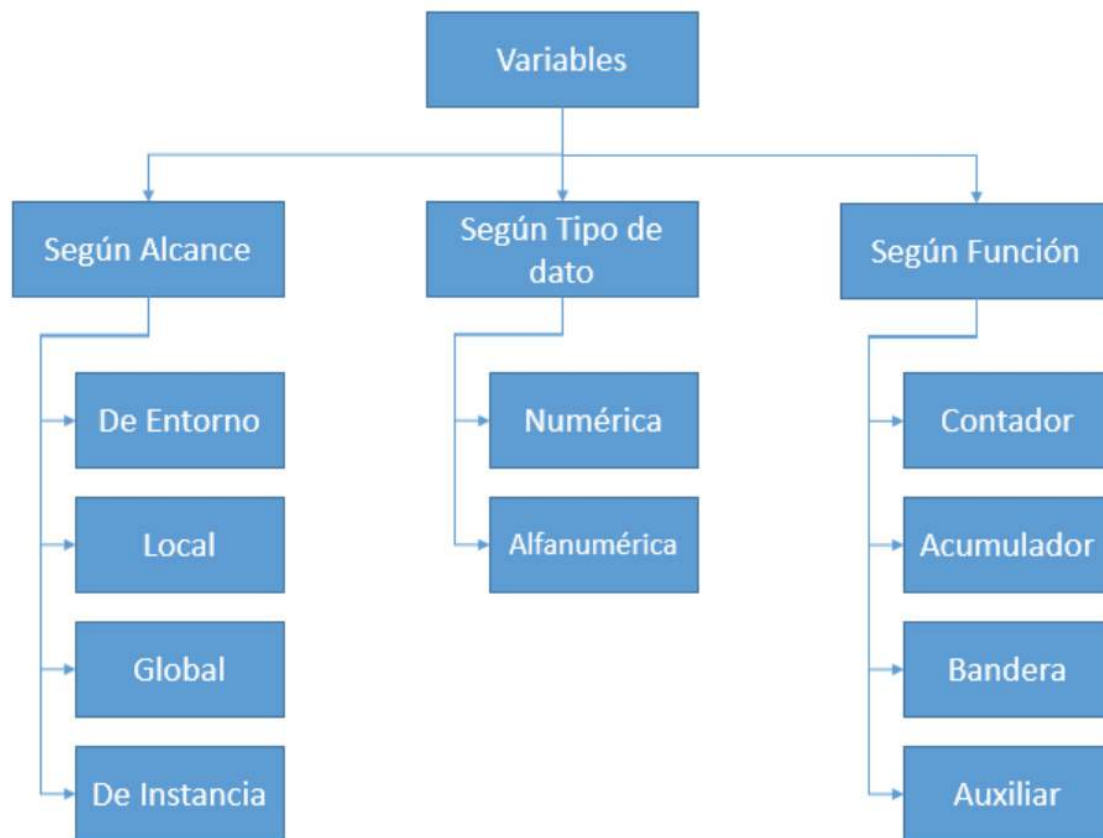 Variables
Según Alcance
Según Tipo de
dato
Según Función
De Entorno
Local
Global
De Instancia
Numérica
Alfanumérica
Contador
Acumulador
Bandera
Auxiliar